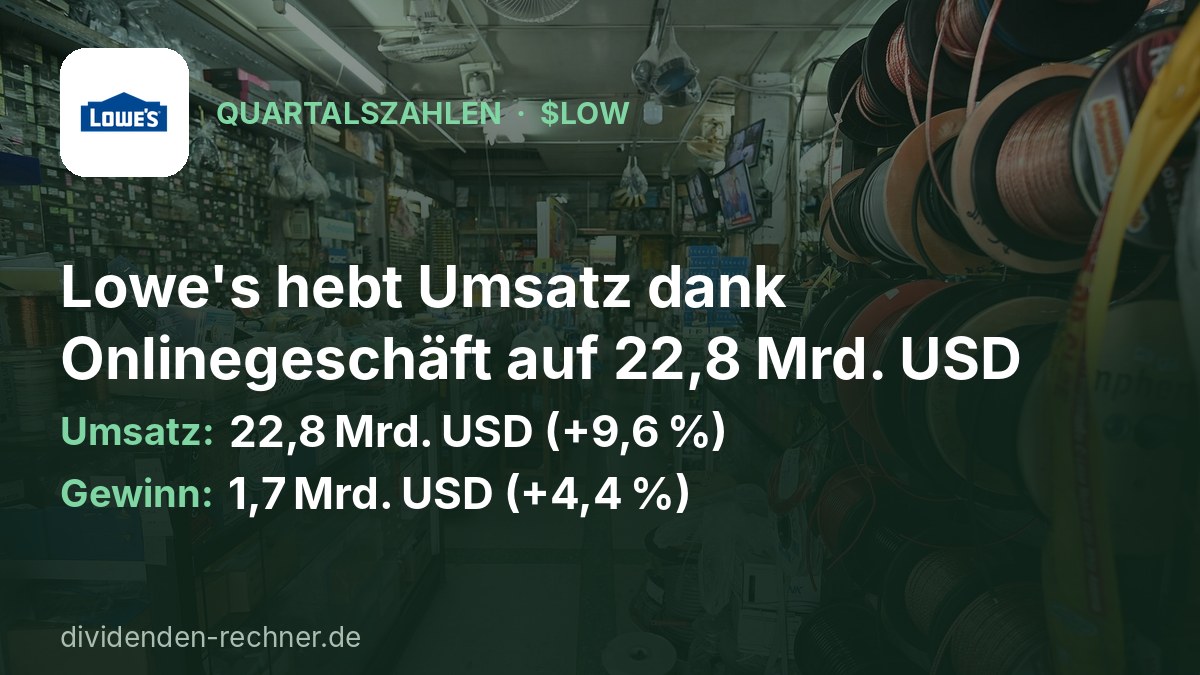 LOWE'S
QUARTALSZAHLEN · $LOW
Lowe's hebt Umsatz dank
Onlinegeschäft auf 22,8 Mrd. USD
Umsatz: 22,8 Mrd. USD (+9,6 %)
Gewinn: 1,7 Mrd. USD (+4,4 %)
dividenden-rechner.de